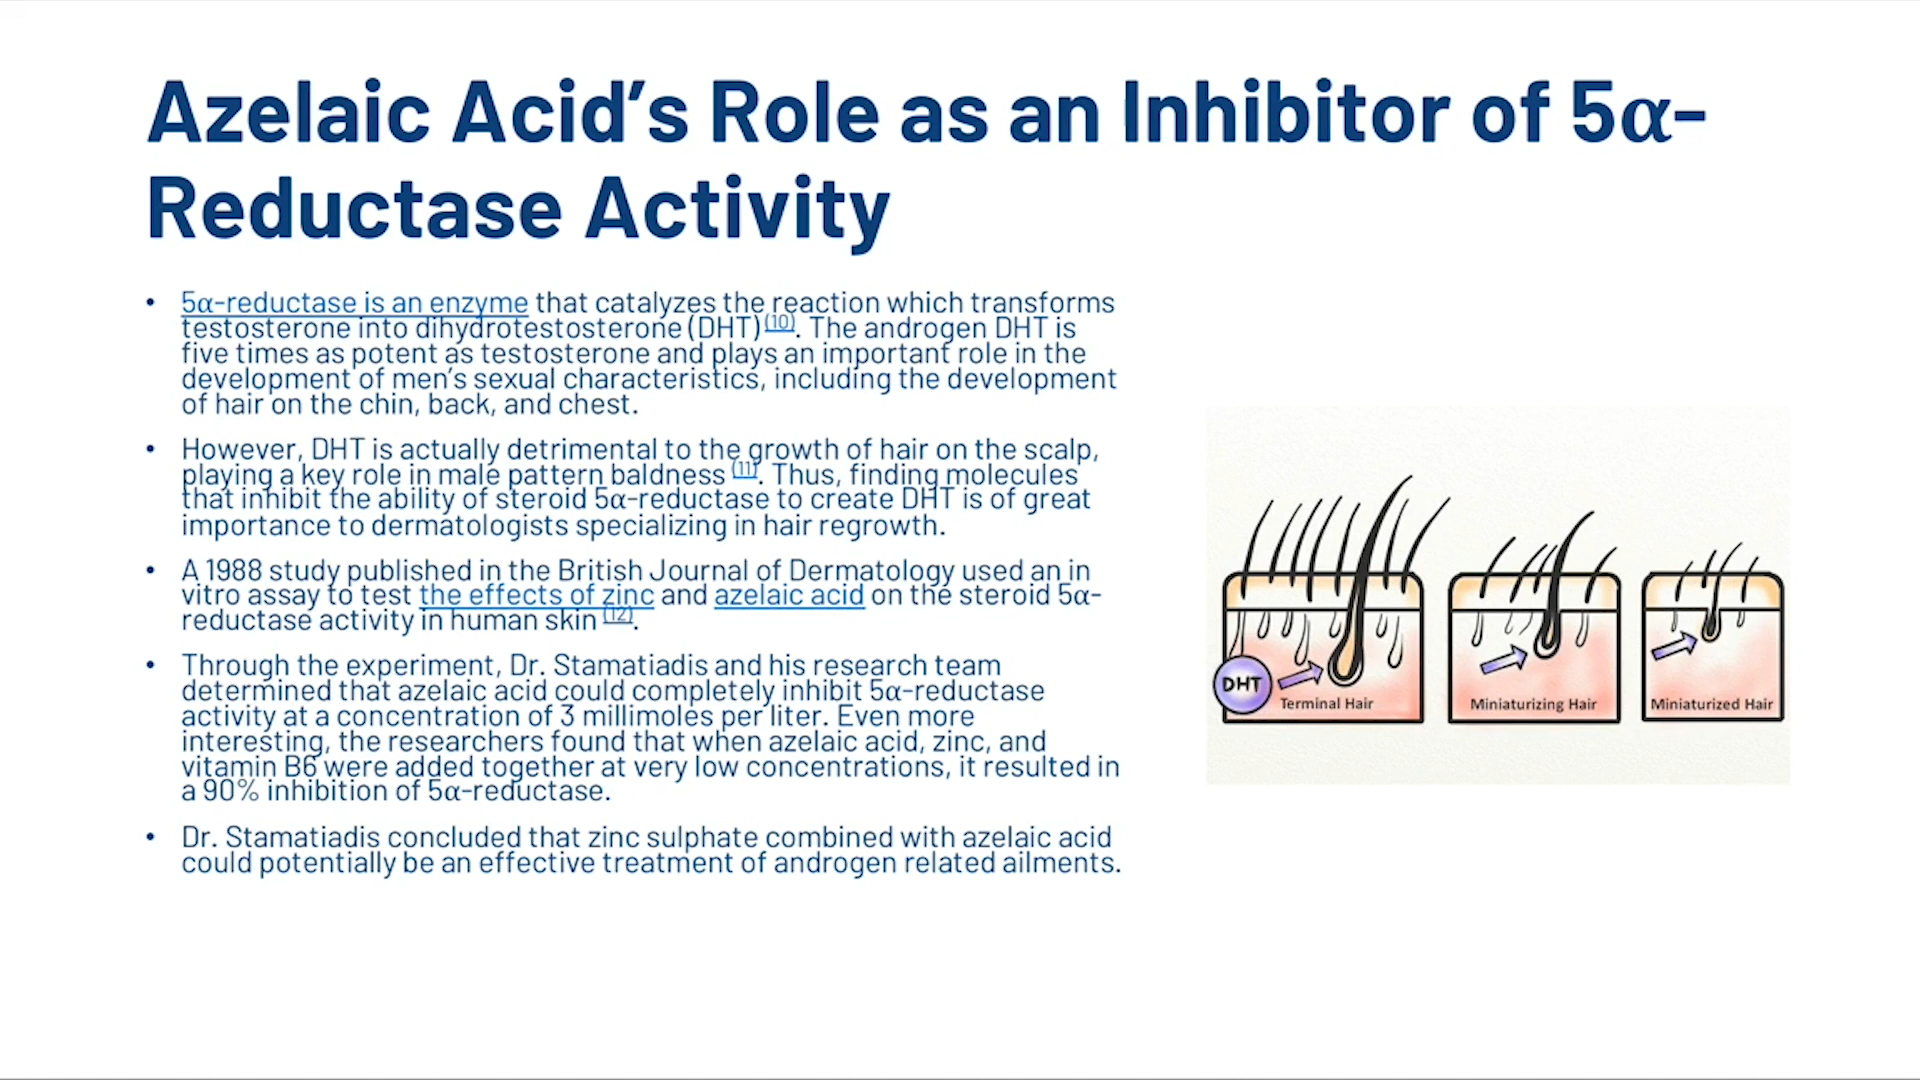 Azelaic Acid’s Role as an Inhibitor of 5α-
Reductase Activity
• 5α-reductase is an enzyme that catalyzes the reaction which transforms
testosterone into dihydrotestosterone (DHT) (10). The androgen DHT is
five times as potent as testosterone and plays an important role in the
development of men’s sexual characteristics, including the development
of hair on the chin, back, and chest.
• However, DHT is actually detrimental to the growth of hair on the scalp,
playing a key role in male pattern baldness (11). Thus, finding molecules
that inhibit the ability of steroid 5α-reductase to create DHT is of great
importance to dermatologists specializing in hair regrowth.
• A 1988 study published in the British Journal of Dermatology used an in
vitro assay to test the effects of zinc and azelaic acid on the steroid 5α-
reductase activity in human skin (12).
• Through the experiment, Dr. Stamatiadis and his research team
determined that azelaic acid could completely inhibit 5α-reductase
activity at a concentration of 3 millimoles per liter. Even more
interesting, the researchers found that when azelaic acid, zinc, and
vitamin B6 were added together at very low concentrations, it resulted in
a 90% inhibition of 5α-reductase.
• Dr. Stamatiadis concluded that zinc sulphate combined with azelaic acid
could potentially be an effective treatment of androgen related ailments.
DHT
Terminal Hair
Miniaturizing Hair
Miniaturized Hair